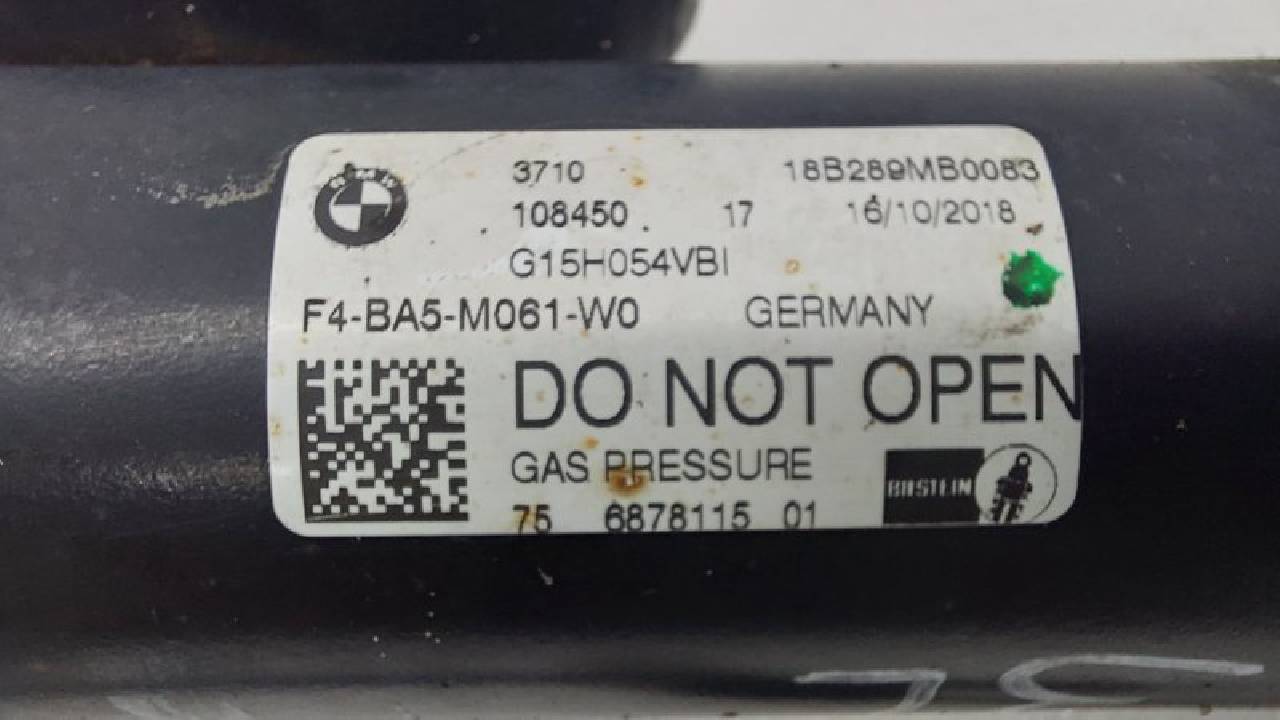 3710 18B289MB0083
108450 17 16/10/2018
G15H054VBI
F4-BA5-M061-W0 GERMANY
DO NOT OPEN
GAS PRESSURE
BILSTEIN
75 6878115 01